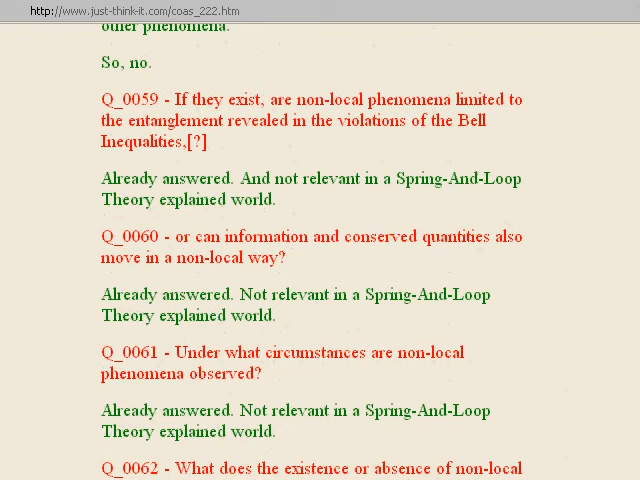 http://www.just-think-it.com/coas_222.htm
other phenomena.
So, no.
Q_0059 - If they exist, are non-local phenomena limited to
the entanglement revealed in the violations of the Bell
Inequalities,[?]
Already answered. And not relevant in a Spring-And-Loop
Theory explained world.
Q_0060 - or can information and conserved quantities also
move in a non-local way?
Already answered. Not relevant in a Spring-And-Loop
Theory explained world.
Q_0061 - Under what circumstances are non-local
phenomena observed?
Already answered. Not relevant in a Spring-And-Loop
Theory explained world.
Q_0062 - What does the existence or absence of non-local